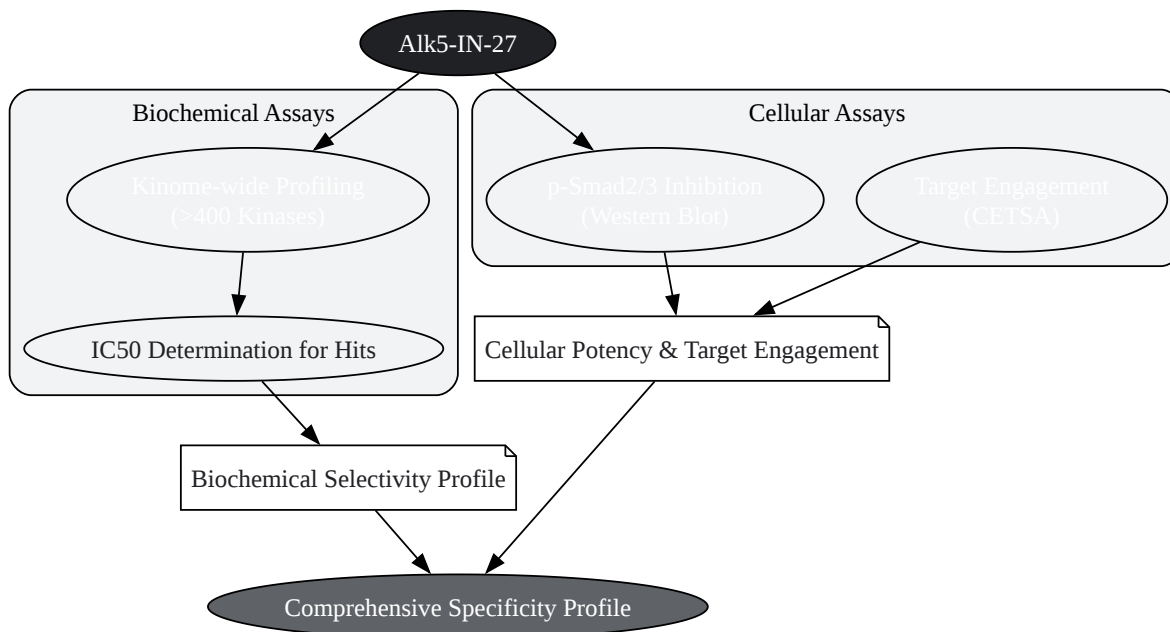 Alk5-IN-27
Biochemical Assays
Cellular Assays
Kinome-wide Profiling
(>400 Kinases)
p-Smad2/3 Inhibition
(Western Blot)
Target Engagement
(CETSA)
IC50 Determination for Hits
Cellular Potency & Target Engagement
Biochemical Selectivity Profile
Comprehensive Specificity Profile